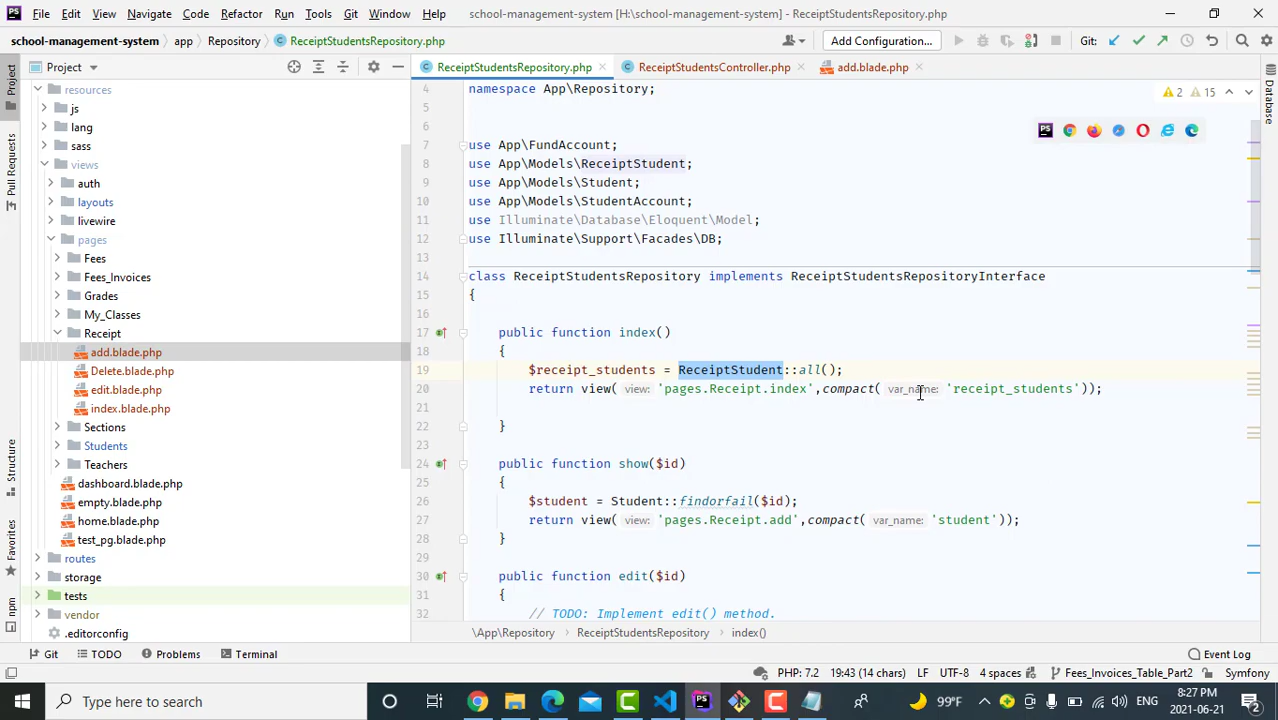 File Edit View Navigate Code Refactor Run Tools Git Window Help school-management-system [H:\school-management-system] - ReceiptStudentsRepository.php
school-management-system app Repository ReceiptStudentsRepository.php Add Configuration... Git:
Project ReceiptStudentsRepository.php ReceiptStudentsController.php add.blade.php
Project
Pull Requests
Structure
Favorites
npm
Database
resources
js
lang
sass
views
auth
layouts
livewire
pages
Fees
Fees_Invoices
Grades
My_Classes
Receipt
add.blade.php
Delete.blade.php
edit.blade.php
index.blade.php
Sections
Students
Teachers
dashboard.blade.php
empty.blade.php
home.blade.php
test_pg.blade.php
routes
storage
tests
vendor
.editorconfig
2 15
4 namespace App\Repository;
5
6
7 use App\FundAccount;
8 use App\Models\ReceiptStudent;
9 use App\Models\Student;
10 use App\Models\StudentAccount;
11 use Illuminate\Database\Eloquent\Model;
12 use Illuminate\Support\Facades\DB;
13
14 class ReceiptStudentsRepository implements ReceiptStudentsRepositoryInterface
15 {
16
17 public function index()
18 {
19 $receipt_students = ReceiptStudent::all();
20 return view( view: 'pages.Receipt.index',compact( var_name: 'receipt_students'));
21
22 }
23
24 public function show($id)
25 {
26 $student = Student::findorfail($id);
27 return view( view: 'pages.Receipt.add',compact( var_name: 'student'));
28 }
29
30 public function edit($id)
31 {
32 // TODO: Implement edit() method.
\App\Repository ReceiptStudentsRepository index()
Git TODO Problems Terminal Event Log
PHP: 7.2 19:43 (14 chars) LF UTF-8 4 spaces Fees_Invoices_Table_Part2 Symfony
Type here to search 99°F ENG 8:27 PM 2021-06-21 2